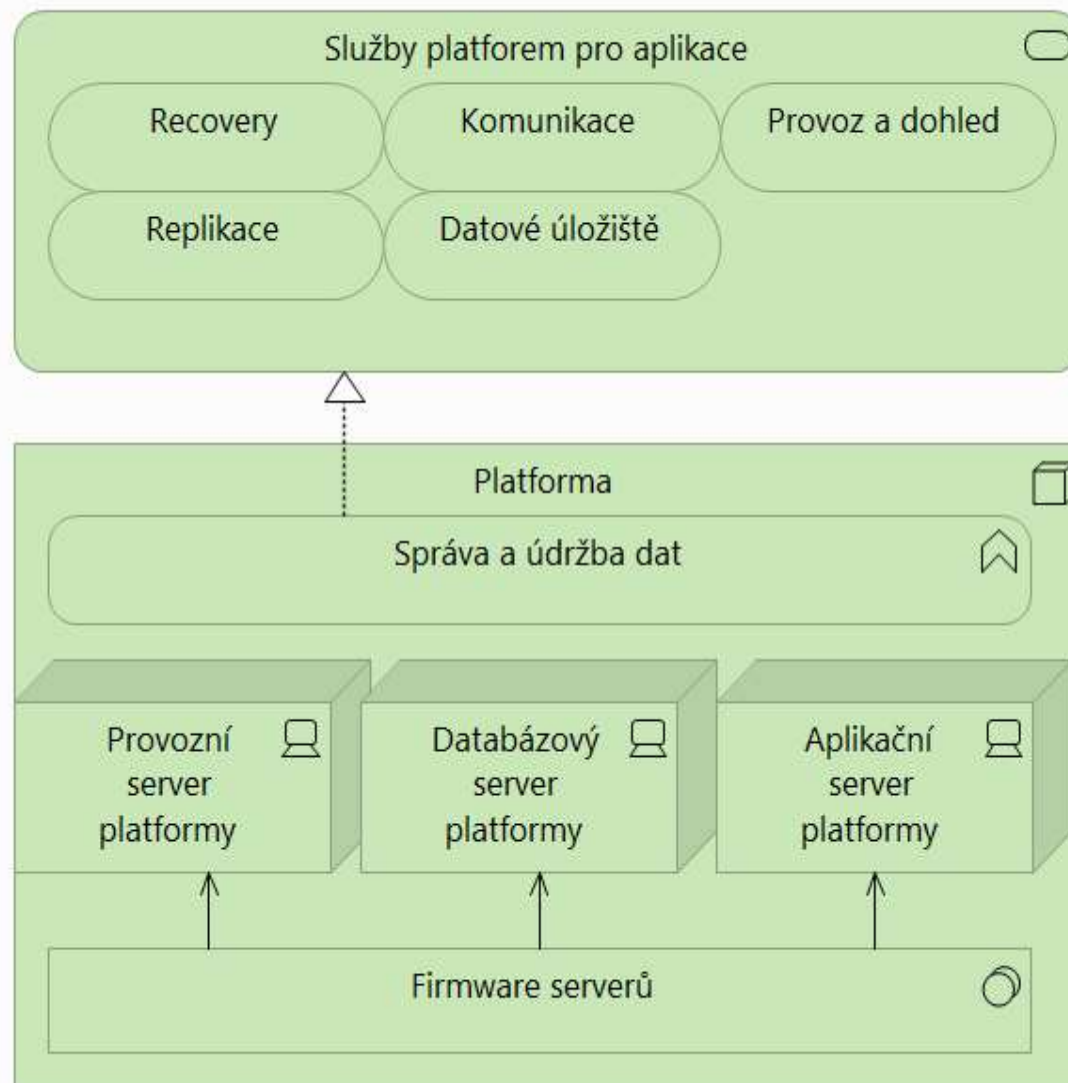 Služby platforem pro aplikace
Recovery
Komunikace
Provoz a dohled
Replikace
Datové úložiště
Platforma
Správa a údržba dat
Provozní
server
platformy
Databázový
server
platformy
Aplikační
server
platformy
Firmware serverů